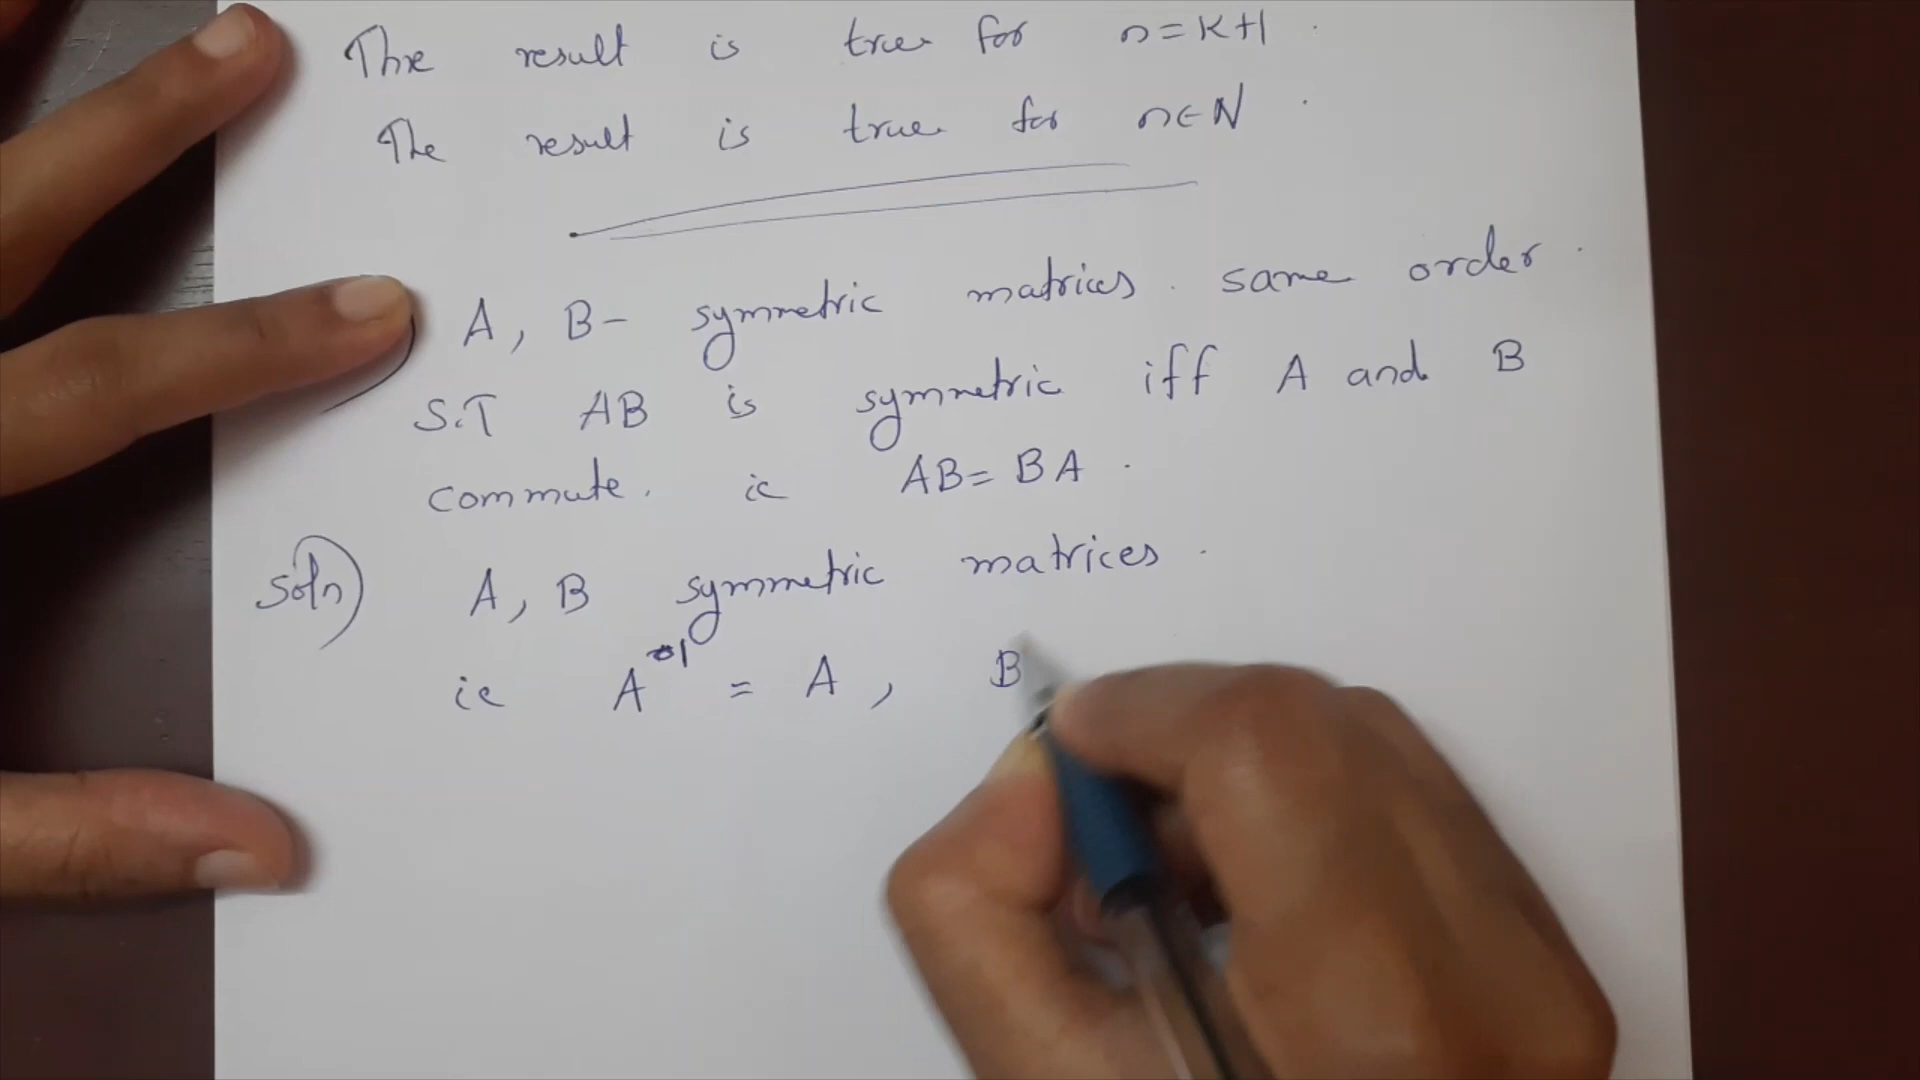 The result is true for n=K+1.
The result is true for n∈N.
A, B- symmetric matrices. same order.
S.T AB is symmetric iff A and B
commute. ie AB=BA.
Soln) A, B symmetric matrices.
ie A = A, B